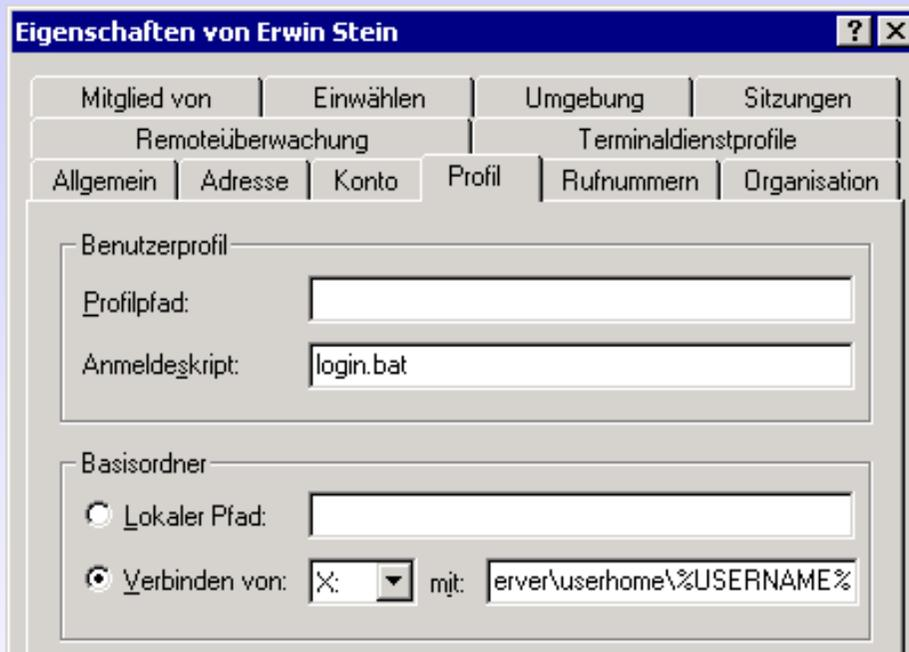 Eigenschaften von Erwin Stein
Mitglied von Einwählen Umgebung Sitzungen
Remoteüberwachung Terminaldienstprofile
Allgemein Adresse Konto Profil Rufnummern Organisation
Benutzerprofil
Profilpfad:
Anmeldeskript: login.bat
Basisordner
Lokaler Pfad:
Verbinden von: X: mit: erver\userhome\%USERNAME%